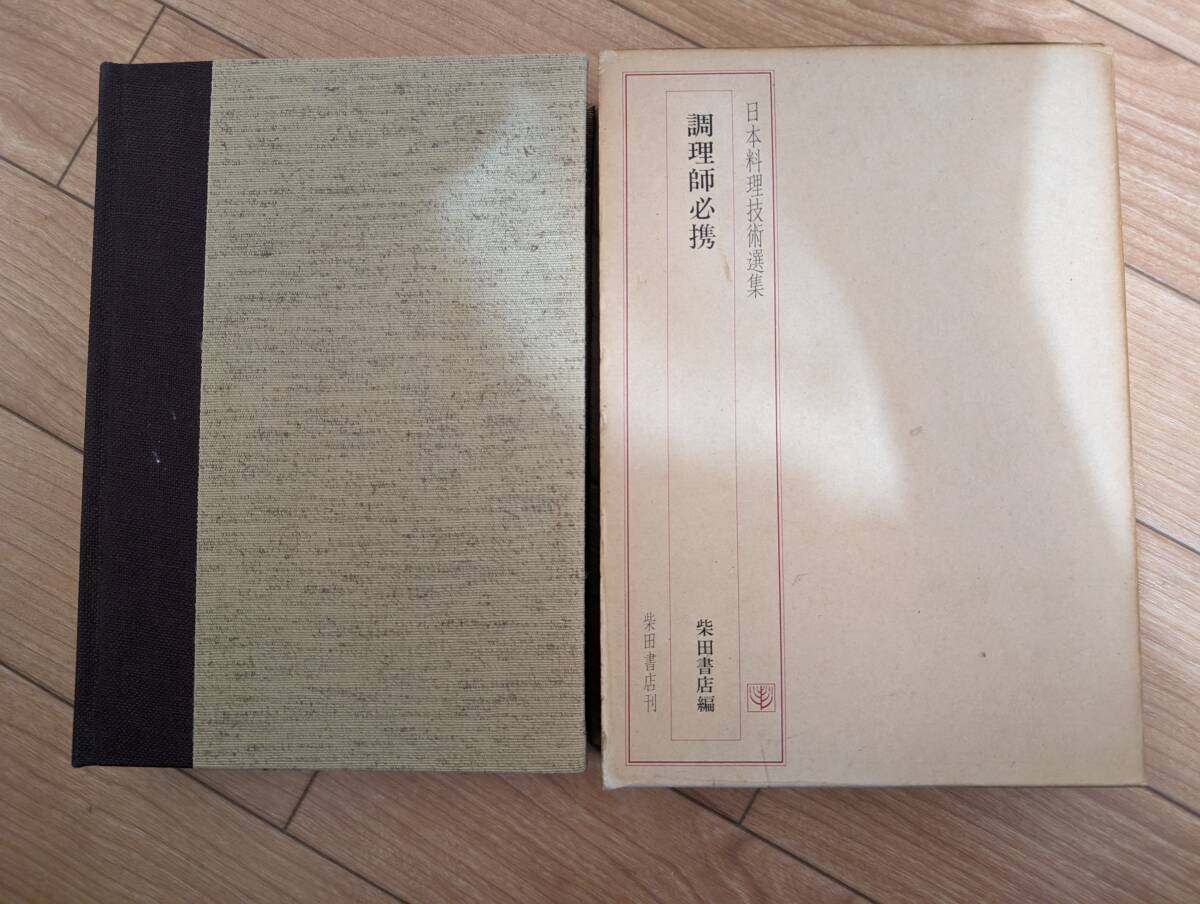 日本料理技術選集
調理師必携
柴田書店編
柴田書店刊